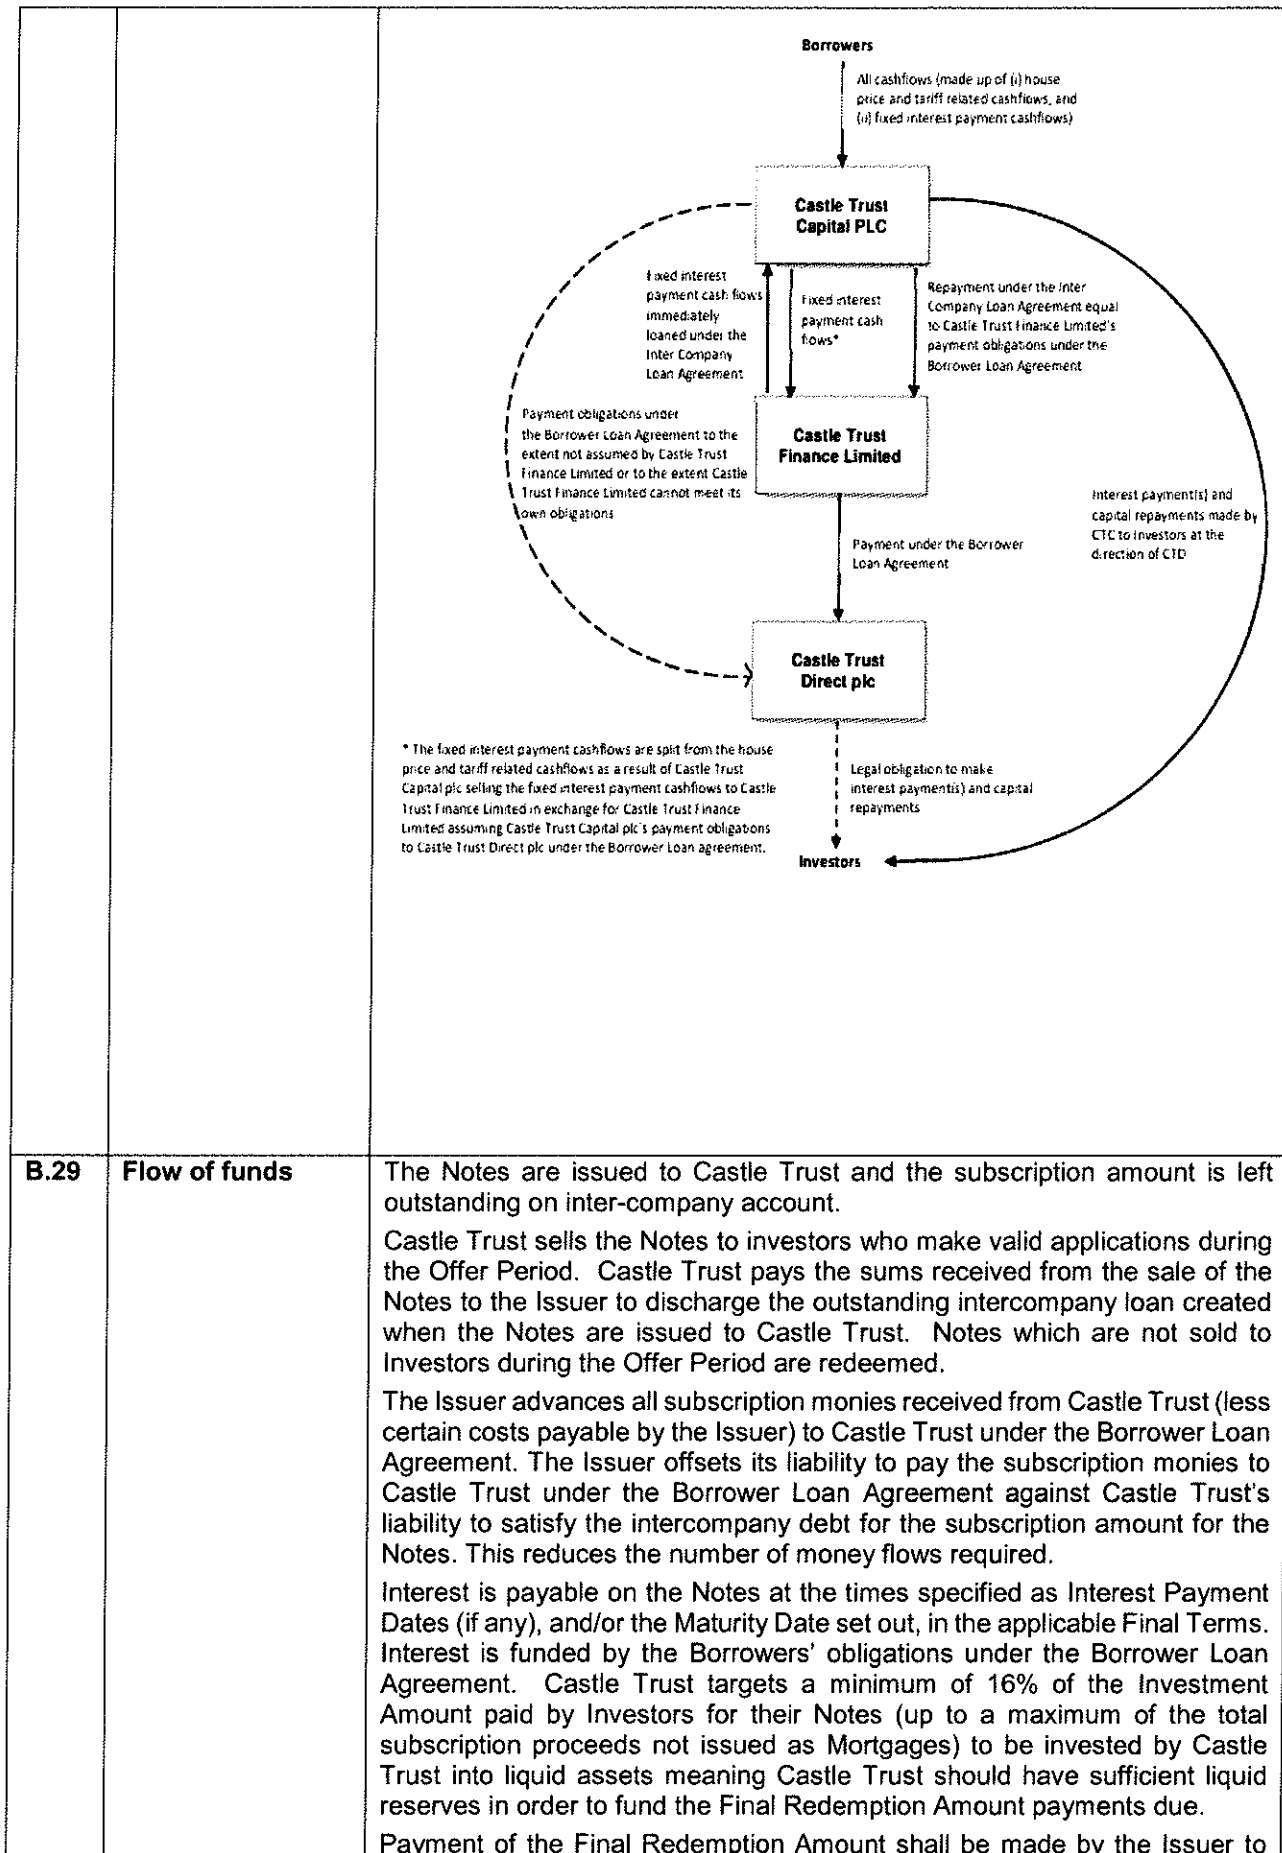 Borrowers
All cashflows (made up of (i) house
price and tariff related cashflows, and
(ii) fixed interest payment cashflows)
Castle Trust
Capital PLC
Fixed interest
payment cash flows
immediately
loaned under the
Inter Company
Loan Agreement
Fixed interest
payment cash
flows*
Repayment under the Inter
Company Loan Agreement equal
to Castle Trust Finance Limited's
payment obligations under the
Borrower Loan Agreement
Payment obligations under
the Borrower Loan Agreement to the
extent not assumed by Castle Trust
Finance Limited or to the extent Castle
Trust Finance Limited cannot meet its
own obligations
Castle Trust
Finance Limited
Interest payment(s) and
capital repayments made by
CTC to Investors at the
direction of CTD
Payment under the Borrower
Loan Agreement
Castle Trust
Direct plc
* The fixed interest payment cashflows are split from the house
price and tariff related cashflows as a result of Castle Trust
Capital plc selling the fixed interest payment cashflows to Castle
Trust Finance Limited in exchange for Castle Trust Finance
Limited assuming Castle Trust Capital plc's payment obligations
to Castle Trust Direct plc under the Borrower Loan agreement.
Legal obligation to make
interest payment(s) and capital
repayments
Investors
B.29 Flow of funds
The Notes are issued to Castle Trust and the subscription amount is left
outstanding on inter-company account.
Castle Trust sells the Notes to investors who make valid applications during
the Offer Period. Castle Trust pays the sums received from the sale of the
Notes to the Issuer to discharge the outstanding intercompany loan created
when the Notes are issued to Castle Trust. Notes which are not sold to
Investors during the Offer Period are redeemed.
The Issuer advances all subscription monies received from Castle Trust (less
certain costs payable by the Issuer) to Castle Trust under the Borrower Loan
Agreement. The Issuer offsets its liability to pay the subscription monies to
Castle Trust under the Borrower Loan Agreement against Castle Trust's
liability to satisfy the intercompany debt for the subscription amount for the
Notes. This reduces the number of money flows required.
Interest is payable on the Notes at the times specified as Interest Payment
Dates (if any), and/or the Maturity Date set out, in the applicable Final Terms.
Interest is funded by the Borrowers' obligations under the Borrower Loan
Agreement. Castle Trust targets a minimum of 16% of the Investment
Amount paid by Investors for their Notes (up to a maximum of the total
subscription proceeds not issued as Mortgages) to be invested by Castle
Trust into liquid assets meaning Castle Trust should have sufficient liquid
reserves in order to fund the Final Redemption Amount payments due.
Payment of the Final Redemption Amount shall be made by the Issuer to